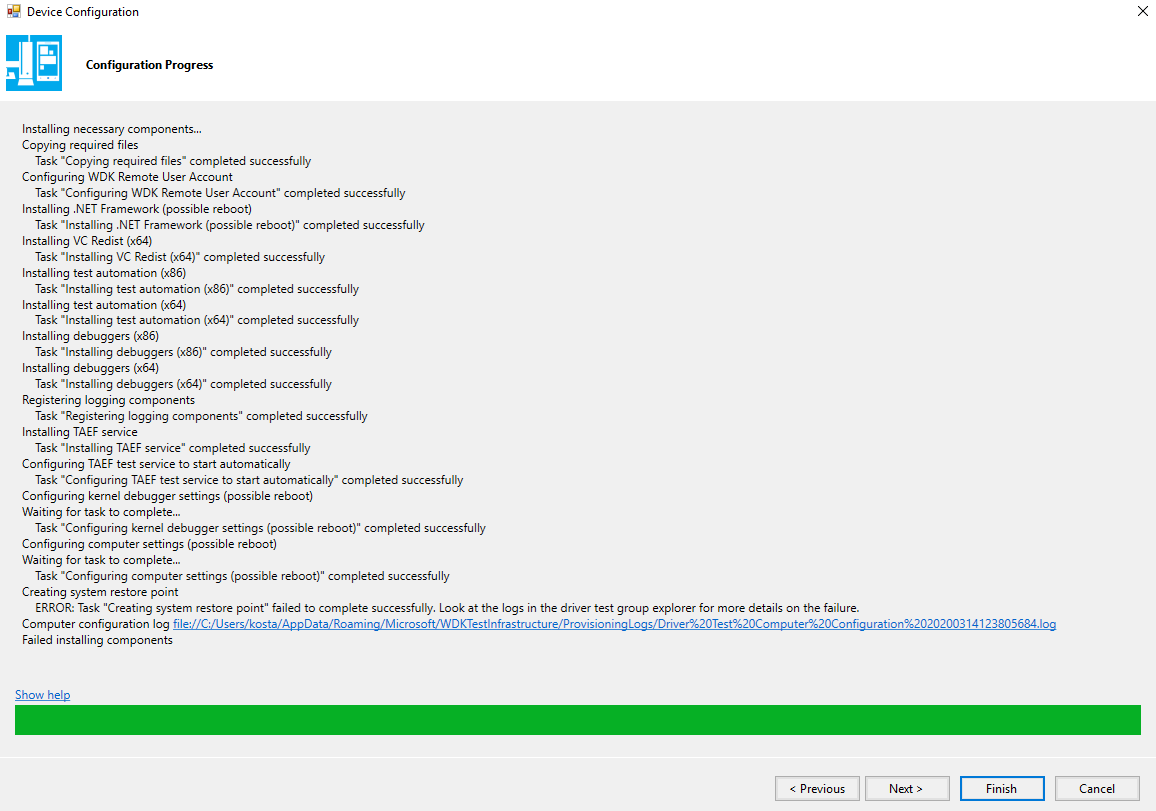 Device Configuration
Configuration Progress
Installing necessary components...
Copying required files
Task "Copying required files" completed successfully
Configuring WDK Remote User Account
Task "Configuring WDK Remote User Account" completed successfully
Installing .NET Framework (possible reboot)
Task "Installing .NET Framework (possible reboot)" completed successfully
Installing VC Redist (x64)
Task "Installing VC Redist (x64)" completed successfully
Installing test automation (x86)
Task "Installing test automation (x86)" completed successfully
Installing test automation (x64)
Task "Installing test automation (x64)" completed successfully
Installing debuggers (x86)
Task "Installing debuggers (x86)" completed successfully
Installing debuggers (x64)
Task "Installing debuggers (x64)" completed successfully
Registering logging components
Task "Registering logging components" completed successfully
Installing TAEF service
Task "Installing TAEF service" completed successfully
Configuring TAEF test service to start automatically
Task "Configuring TAEF test service to start automatically" completed successfully
Configuring kernel debugger settings (possible reboot)
Waiting for task to complete...
Task "Configuring kernel debugger settings (possible reboot)" completed successfully
Configuring computer settings (possible reboot)
Waiting for task to complete...
Task "Configuring computer settings (possible reboot)" completed successfully
Creating system restore point
ERROR: Task "Creating system restore point" failed to complete successfully. Look at the logs in the driver test group explorer for more details on the failure.
Computer configuration log file://C:/Users/kosta/AppData/Roaming/Microsoft/WDKTestInfrastructure/ProvisioningLogs/Driver%20Test%20Computer%20Configuration%2020200314123805684.log
Failed installing components
Show help
< Previous
Next >
Finish
Cancel